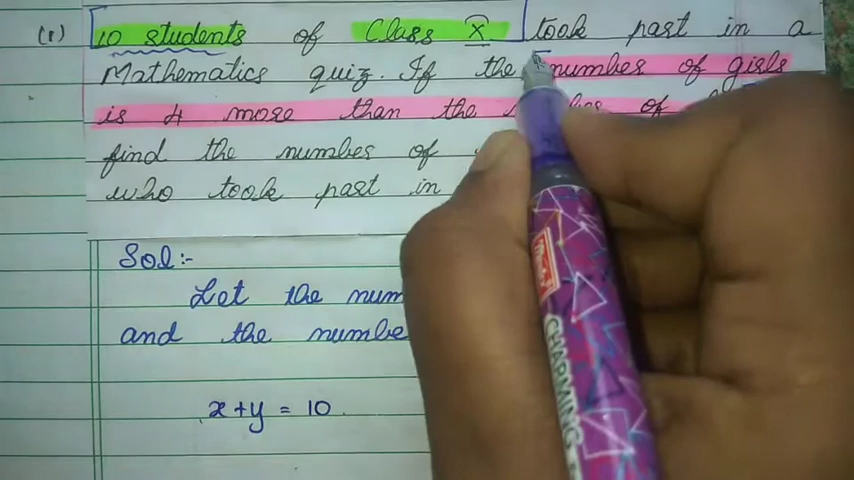 (1) 10 students of Class X took part in a
Mathematics quiz. If the number of girls
is 4 more than the of
find the number of
who took part in
Sol:-
Let the num
and the numbe
x + y = 10
CHARMING